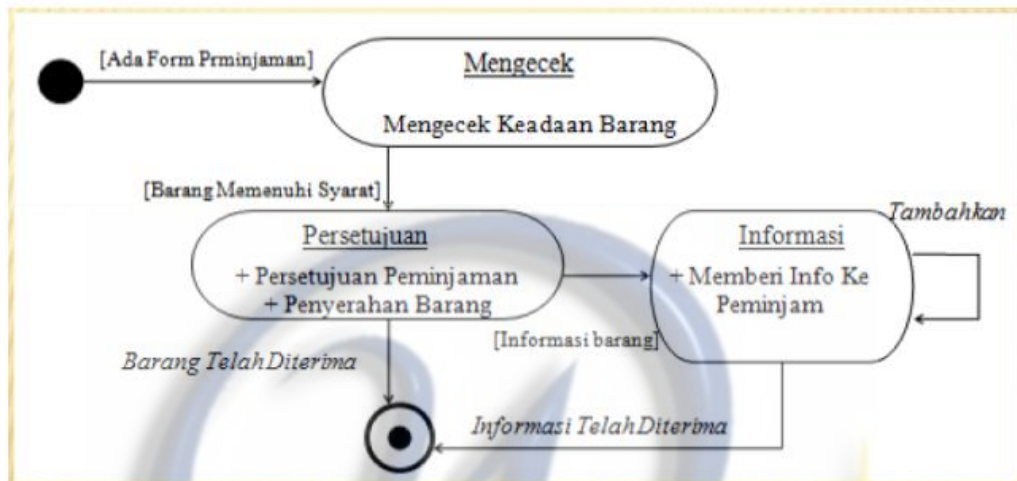 [Ada Form Prminjaman]
Mengecek
Mengecek Keadaan Barang
[Barang Memenuhi Syarat]
Persetujuan
+ Persetujuan Peminjaman
+ Penyerahan Barang
Tambahkan
Informasi
+ Memberi Info Ke
Peminjam
[Informasi barang]
Barang Telah Diterima
Informasi Telah Diterima